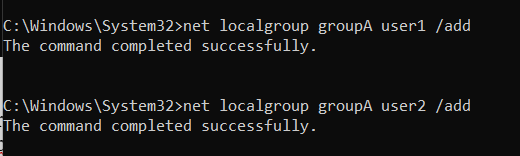 C:\Windows\System32>net localgroup groupA user1 /add
The command completed successfully.
C:\Windows\System32>net localgroup groupA user2 /add
The command completed successfully.